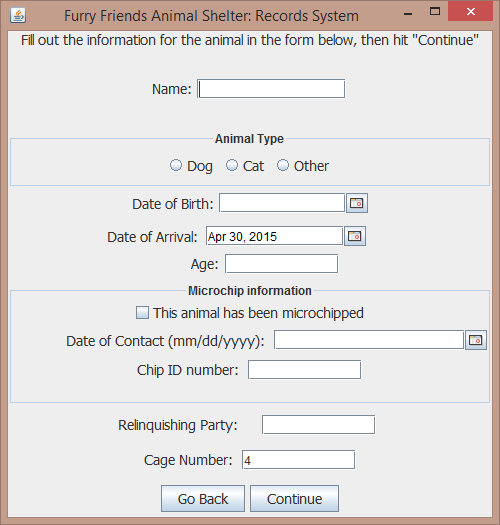 Furry Friends Animal Shelter: Records System
Fill out the information for the animal in the form below, then hit "Continue"
Name:
Animal Type
Dog Cat Other
Date of Birth:
Date of Arrival: Apr 30, 2015
Age:
Microchip information
This animal has been microchipped
Date of Contact (mm/dd/yyyy):
Chip ID number:
Relinquishing Party:
Cage Number: 4
Go Back Continue